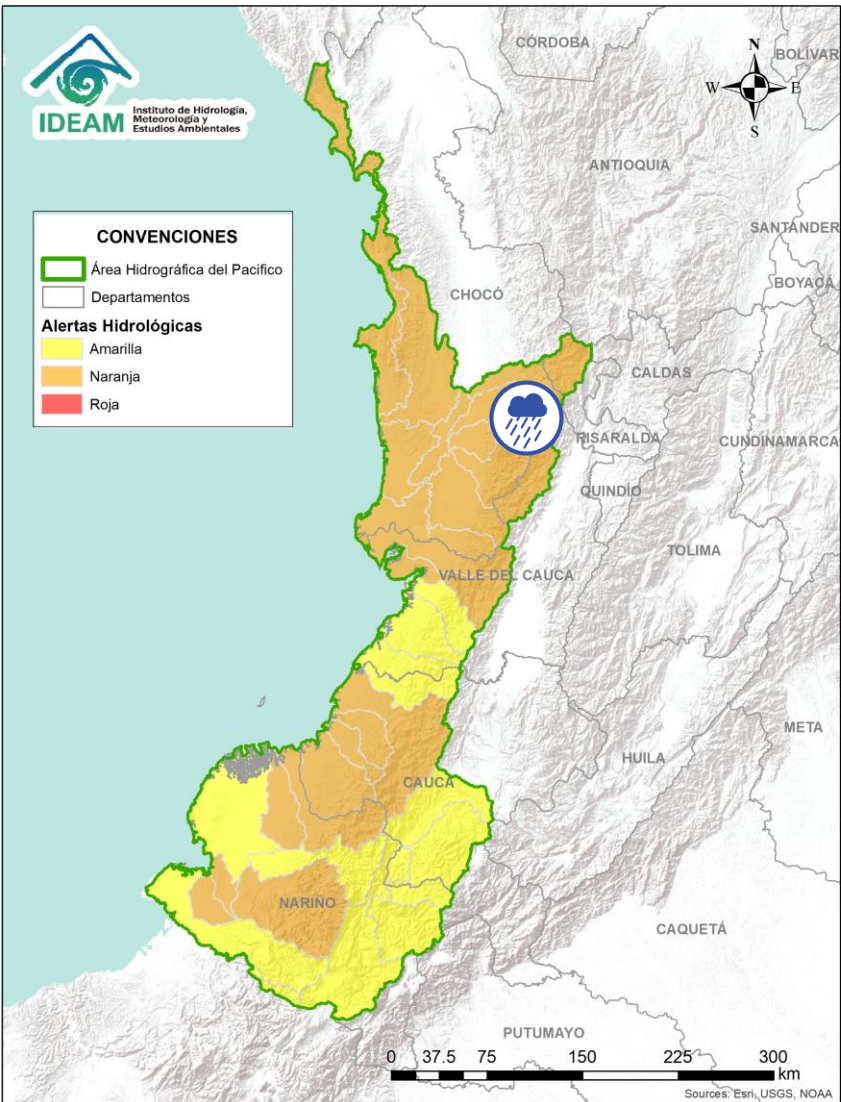 IDEAM
Instituto de Hidrología,
Meteorología y
Estudios Ambientales
N
W
E
S
CÓRDOBA
BOLÍVAR
ANTIOQUIA
SANTANDER
BOYACÁ
CHOCÓ
CALDAS
RISARALDA
CUNDINAMARCA
QUINDÍO
TOLIMA
VALLE DEL CAUCA
META
HUILA
CAUCA
NARIÑO
CAQUETÁ
PUTUMAYO
CONVENCIONES
Área Hidrográfica del Pacifico
Departamentos
Alertas Hidrológicas
Amarilla
Naranja
Roja
0 37.5 75 150 225 300
km
Sources: Esri, USGS, NOAA